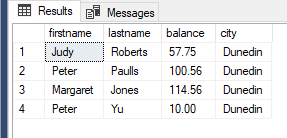 Results Messages
firstname lastname balance city
1 Judy Roberts 57.75 Dunedin
2 Peter Paulls 100.56 Dunedin
3 Margaret Jones 114.56 Dunedin
4 Peter Yu 10.00 Dunedin